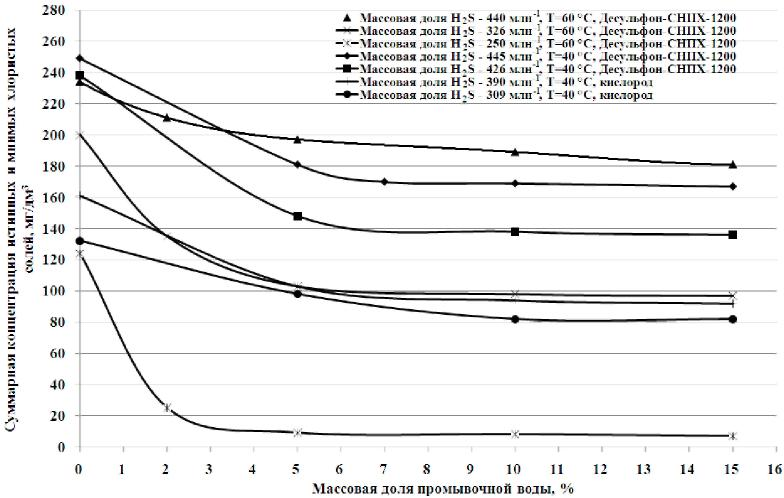 Массовая доля H2S - 440 млн-1, T=60 °C, Десульфон-СНПХ-1200
Массовая доля H2S - 326 млн-1, T=60 °C, Десульфон-СНПХ-1200
Массовая доля H2S - 250 млн-1, T=60 °C, Десульфон-СНПХ-1200
Массовая доля H2S - 445 млн-1, T=40 °C, Десульфон-СНПХ-1200
Массовая доля H2S - 426 млн-1, T=40 °C, Десульфон-СНПХ-1200
Массовая доля H2S - 390 млн-1, T=40 °C, кислород
Массовая доля H2S - 309 млн-1, T=40 °C, кислород
Суммарная концентрация истинных и мнимых хлористых
солей, мг/дм3
280
260
240
220
200
180
160
140
120
100
80
60
40
20
0
0 1 2 3 4 5 6 7 8 9 10 11 12 13 14 15 16
Массовая доля промывочной воды, %